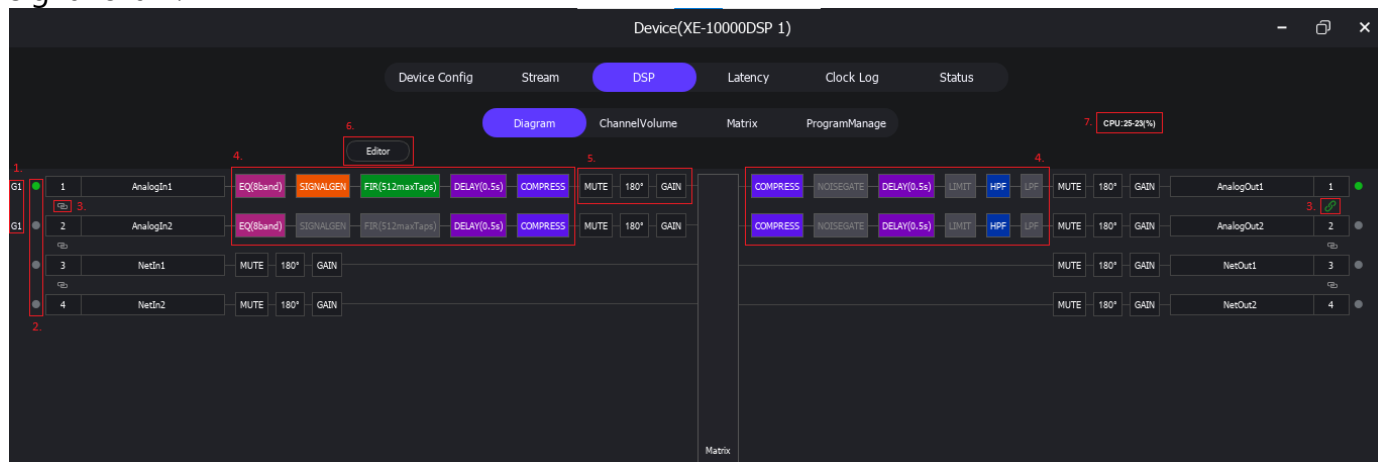 Device(XE-10000DSP 1)
Device Config Stream DSP Latency Clock Log Status
Diagram ChannelVolume Matrix ProgramManage
7. CPU:25-23(%)
6.
Editor
1. 4. 5. 4.
G1 1 AnalogIn1 EQ(8band) SIGNALGEN FIR(512maxTaps) DELAY(0.5s) COMPRESS MUTE 180° GAIN COMPRESS NOISEGATE DELAY(0.5s) LIMIT HPF LPF MUTE 180° GAIN AnalogOut1 1
3. 3.
G1 2 AnalogIn2 EQ(8band) SIGNALGEN FIR(512maxTaps) DELAY(0.5s) COMPRESS MUTE 180° GAIN COMPRESS NOISEGATE DELAY(0.5s) LIMIT HPF LPF MUTE 180° GAIN AnalogOut2 2
3 NetIn1 MUTE 180° GAIN MUTE 180° GAIN NetOut1 3
4 NetIn2 MUTE 180° GAIN MUTE 180° GAIN NetOut2 4
2.
Matrix